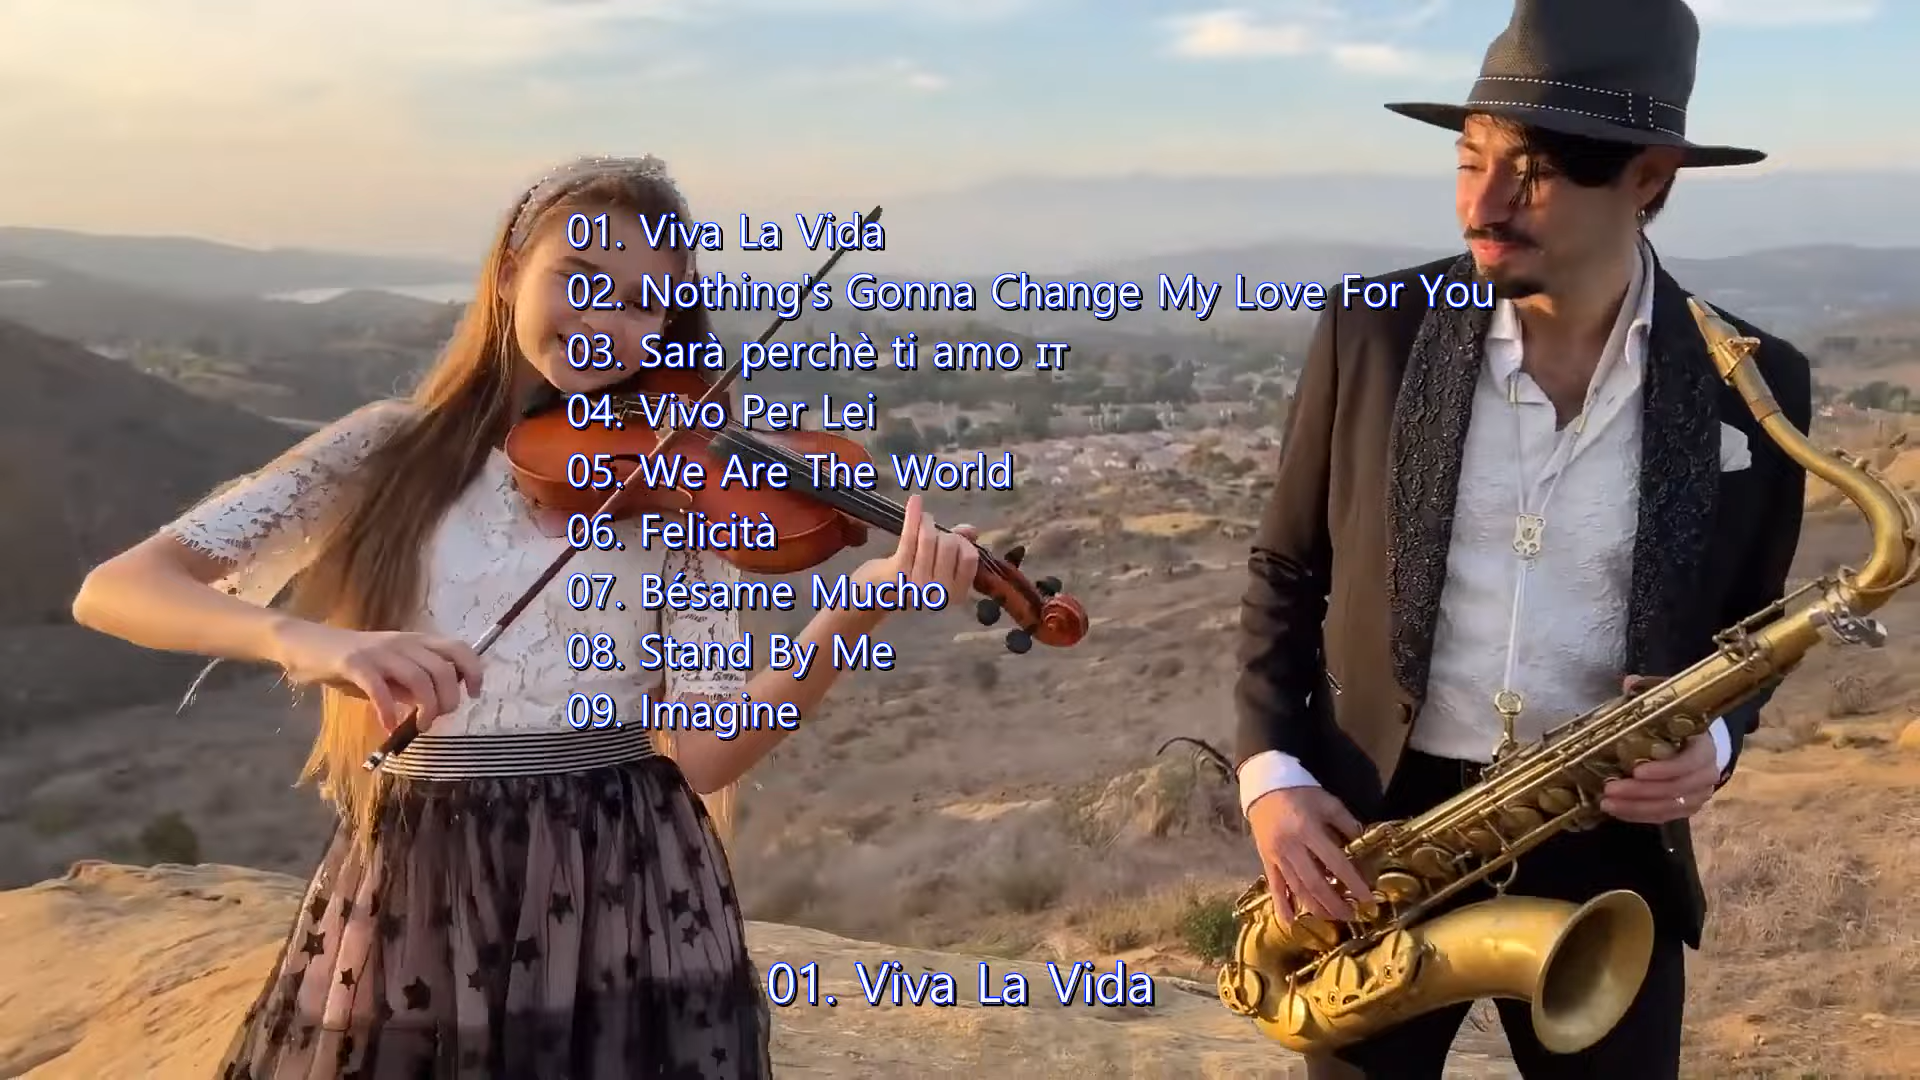 01. Viva La Vida
02. Nothing's Gonna Change My Love For You
03. Sarà perchè ti amo ɪᴛ
04. Vivo Per Lei
05. We Are The World
06. Felicità
07. Bésame Mucho
08. Stand By Me
09. Imagine
01. Viva La Vida